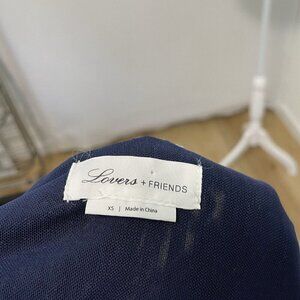 Lovers + FRIENDS
XS | Made in China